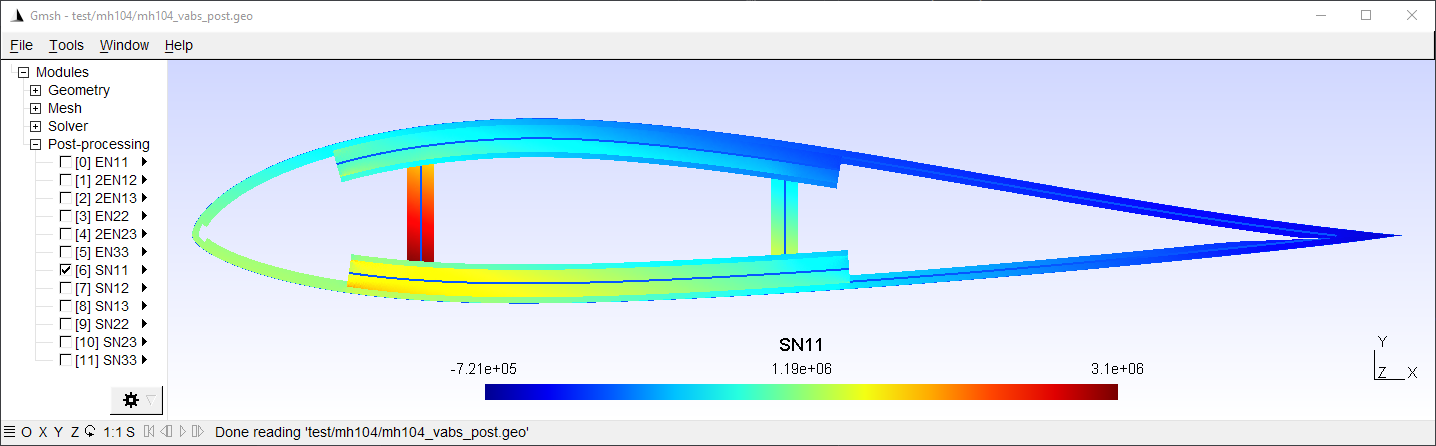 Gmsh - test/mh104/mh104_vabs_post.geo
File Tools Window Help
Modules
Geometry
Mesh
Solver
Post-processing
[0] EN11
[1] 2EN12
[2] 2EN13
[3] EN22
[4] 2EN23
[5] EN33
[6] SN11
[7] SN12
[8] SN13
[9] SN22
[10] SN23
[11] SN33
SN11
-7.21e+05 1.19e+06 3.1e+06
Y
Z X
O X Y Z 1:1 S Done reading 'test/mh104/mh104_vabs_post.geo'